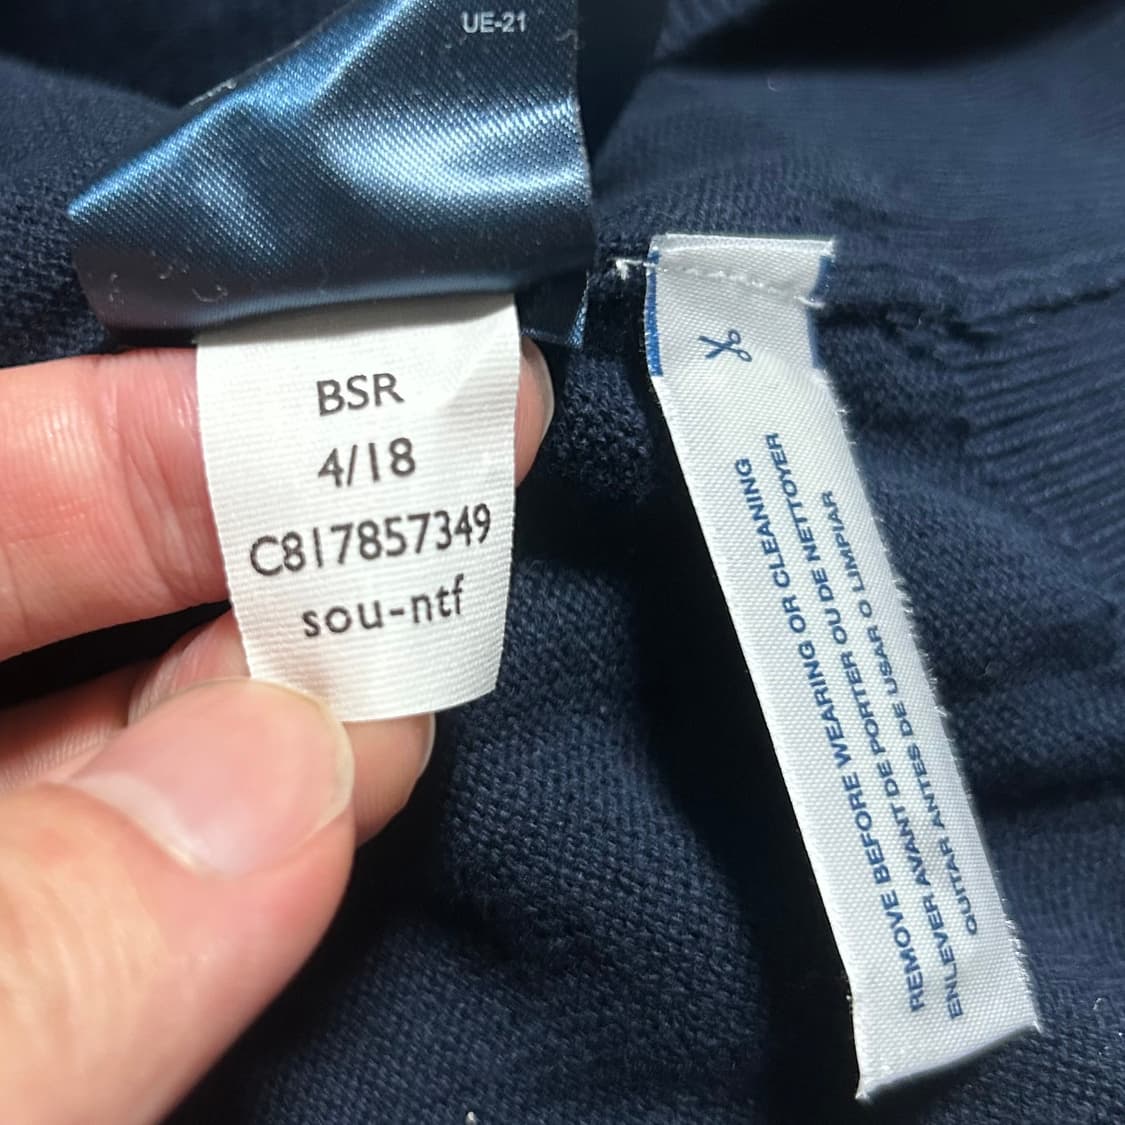 UE-21
BSR
4/18
C817857349
sou-ntf
REMOVE BEFORE WEARING OR CLEANING
ENLEVER AVANT DE PORTER OU DE NETTOYER
QUITAR ANTES DE USAR O LIMPIAR